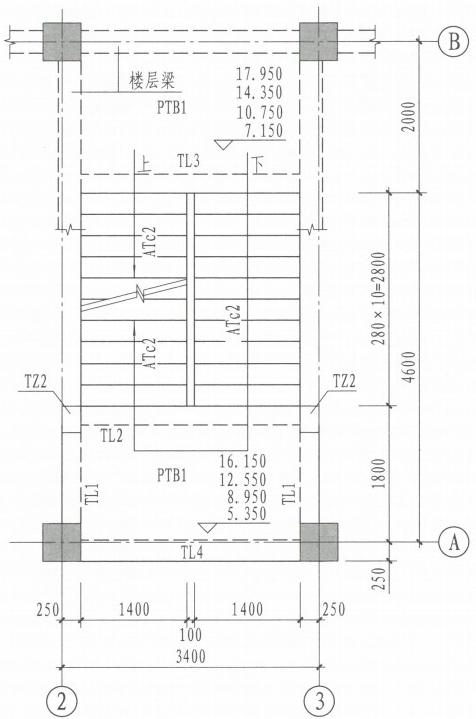 B
楼层梁
PTB1
17.950
14.350
10.750
7.150
2000
上
TL3
下
ATc2
ATc2
ATc2
280×10=2800
4600
TZ2
TZ2
TL2
PTB1
16.150
12.550
8.950
5.350
TL1
TL1
1800
A
TL4
250
250
1400
1400
250
100
3400
2
3